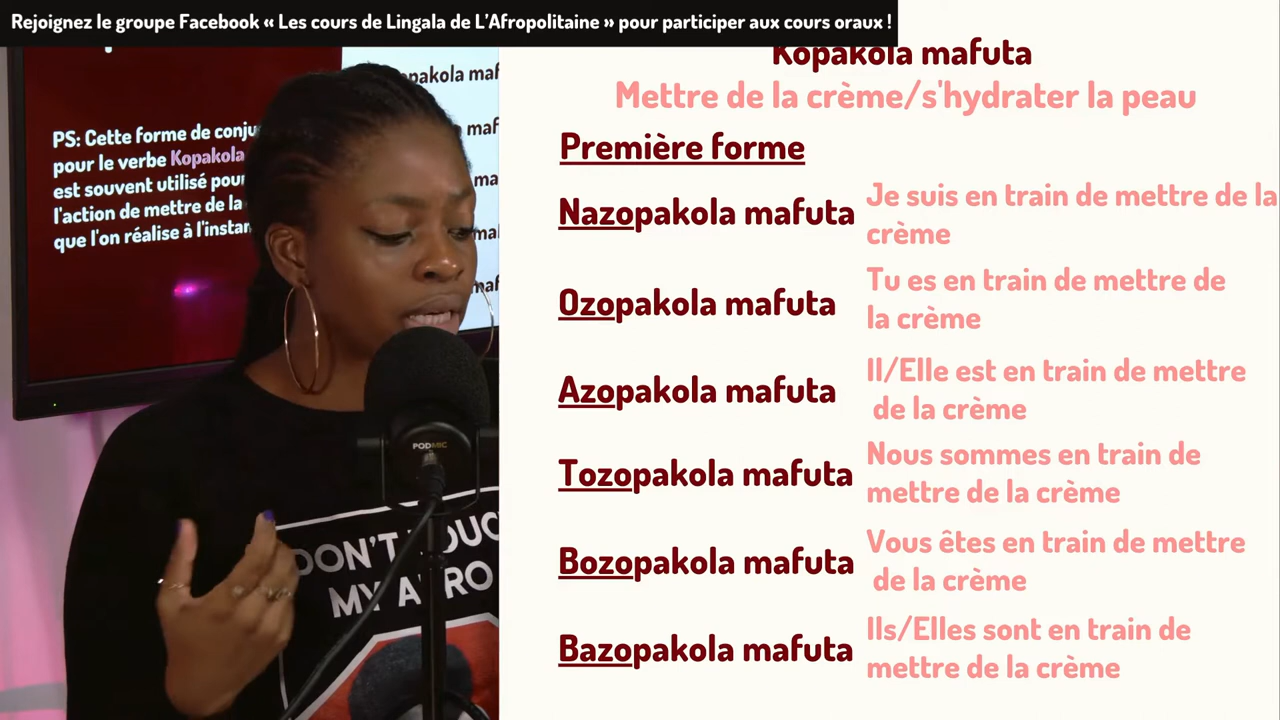 Rejoignez le groupe Facebook « Les cours de Lingala de L'Afropolitaine » pour participer aux cours oraux !
Kopakola mafuta
Mettre de la crème/s'hydrater la peau
Première forme
Nazopakola mafuta
Je suis en train de mettre de la
crème
Ozopakola mafuta
Tu es en train de mettre de
la crème
Azopakola mafuta
Il/Elle est en train de mettre
de la crème
Tozopakola mafuta
Nous sommes en train de
mettre de la crème
Bozopakola mafuta
Vous êtes en train de mettre
de la crème
Bazopakola mafuta
Ils/Elles sont en train de
mettre de la crème
PS: Cette forme de
pour le verbe Kopakola
est souvent utilisé
l'action de mettre de la
que l'on réalise à
PODMIC
DON'T
MY